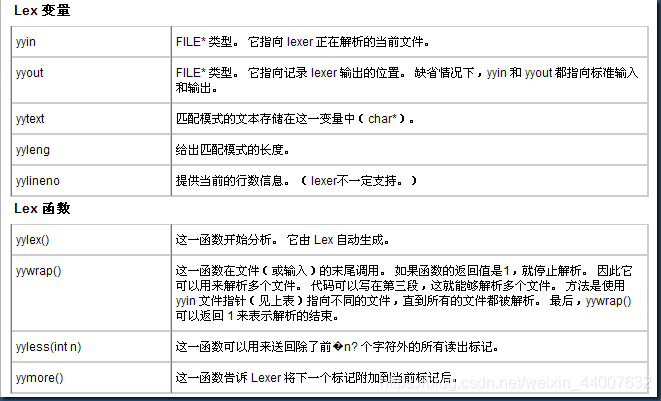 Lex 变量
yyin FILE* 类型。 它指向 lexer 正在解析的当前文件。
yyout FILE* 类型。 它指向记录 lexer 输出的位置。 缺省情况下，yyin 和 yyout 都指向标准输入
和输出。
yytext 匹配模式的文本存储在这一变量中（char*）。
yyleng 给出匹配模式的长度。
yylineno 提供当前的行数信息。（lexer不一定支持。）
Lex 函数
yylex() 这一函数开始分析。 它由 Lex 自动生成。
yywrap() 这一函数在文件（或输入）的末尾调用。 如果函数的返回值是1，就停止解析。 因此它
可以用来解析多个文件。 代码可以写在第三段，这就能够解析多个文件。 方法是使用
yyin 文件指针（见上表）指向不同的文件，直到所有的文件都被解析。 最后，yywrap()
可以返回 1 来表示解析的结束。
yyless(int n) 这一函数可以用来送回除了前�n? 个字符外的所有读出标记。
yymore() 这一函数告诉 Lexer 将下一个标记附加到当前标记后。
https://blog.csdn.net/weixin_44007632